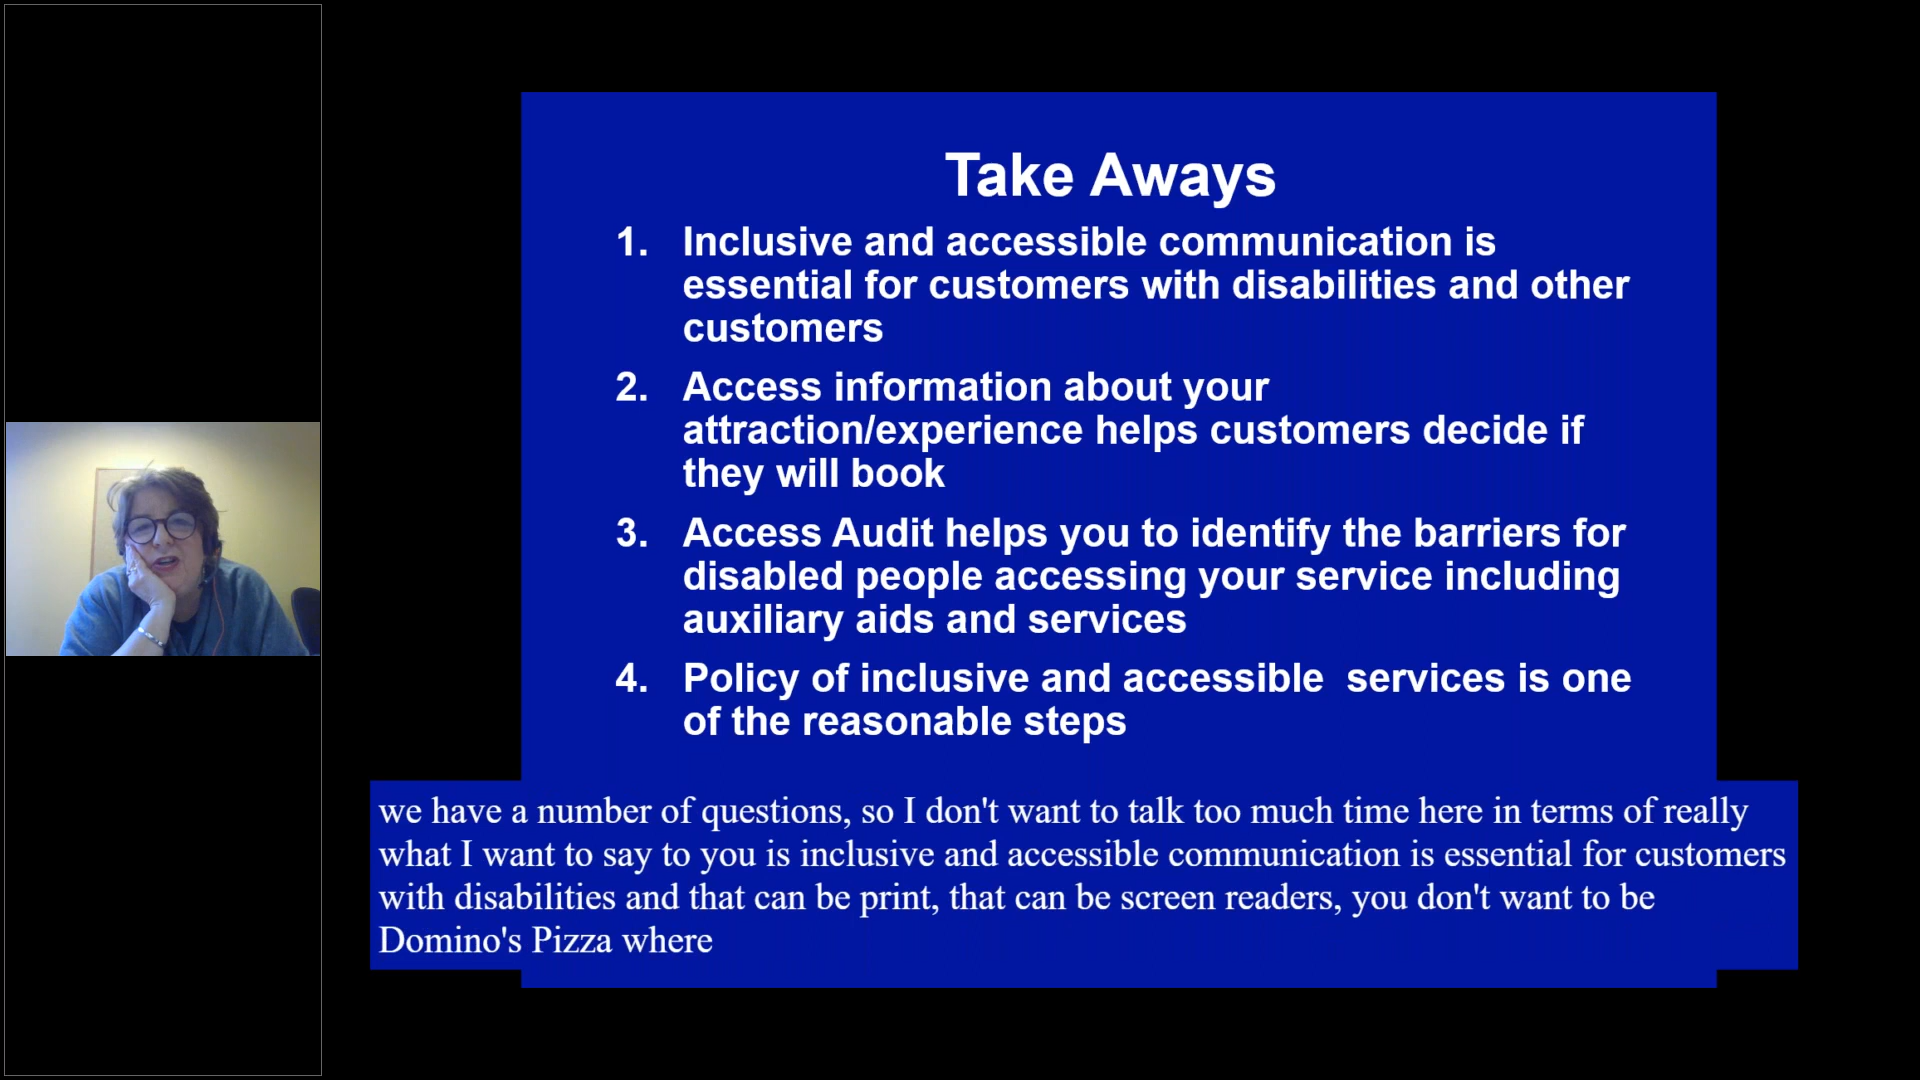 Take Aways
1. Inclusive and accessible communication is
essential for customers with disabilities and other
customers
2. Access information about your
attraction/experience helps customers decide if
they will book
3. Access Audit helps you to identify the barriers for
disabled people accessing your service including
auxiliary aids and services
4. Policy of inclusive and accessible  services is one
of the reasonable steps
we have a number of questions, so I don't want to talk too much time here in terms of really
what I want to say to you is inclusive and accessible communication is essential for customers
with disabilities and that can be print, that can be screen readers, you don't want to be
Domino's Pizza where